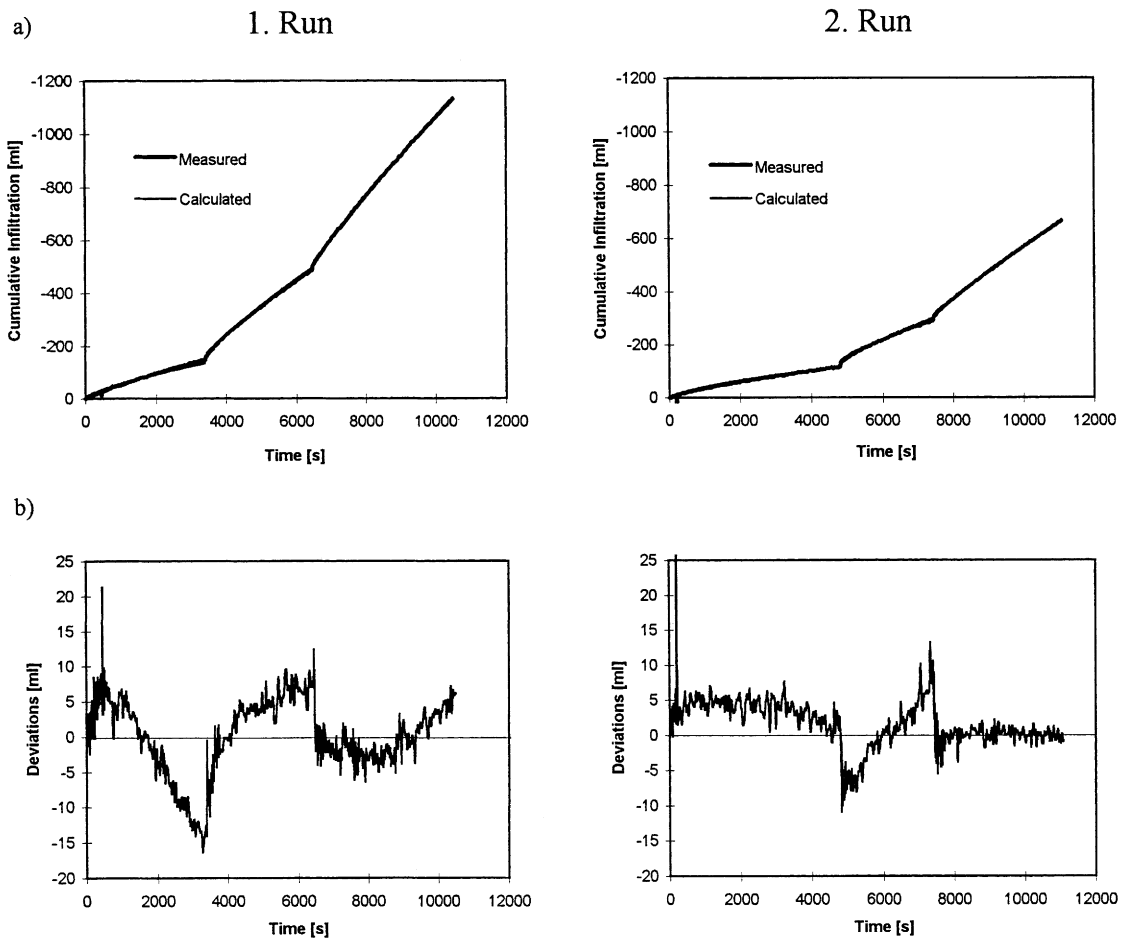 a)
1. Run
2. Run
-1200
-1000
-800
-600
-400
-200
0
Cumulative Infiltration [ml]
Measured
Calculated
0 2000 4000 6000 8000 10000 12000
Time [s]
-1200
-1000
-800
-600
-400
-200
0
Cumulative Infiltration [ml]
Measured
Calculated
0 2000 4000 6000 8000 10000 12000
Time [s]
b)
25
20
15
10
5
0
-5
-10
-15
-20
Deviations [ml]
0 2000 4000 6000 8000 10000 12000
Time [s]
25
20
15
10
5
0
-5
-10
-15
-20
Deviations [ml]
0 2000 4000 6000 8000 10000 12000
Time [s]